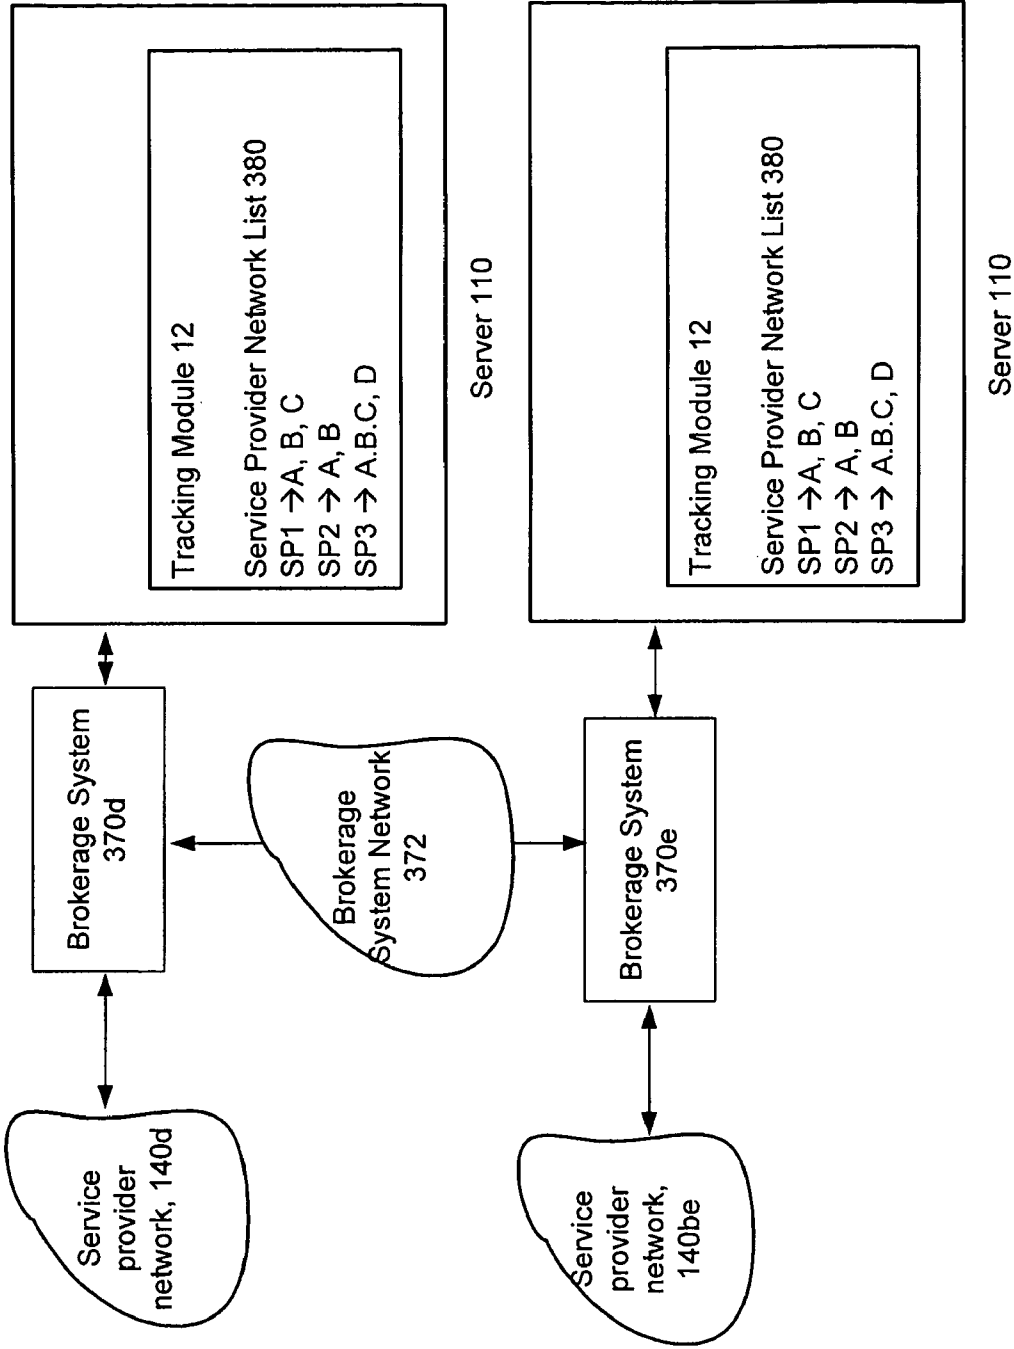 Service
provider
network, 140d
Brokerage System
370d
Tracking Module 12
Service Provider Network List 380
SP1 →A, B, C
SP2 → A, B
SP3 → A.B.C, D
Server 110
Brokerage
System Network
372
Service
provider
network,
140be
Brokerage System
370e
Tracking Module 12
Service Provider Network List 380
SP1 →A, B, C
SP2 → A, B
SP3 → A.B.C, D
Server 110